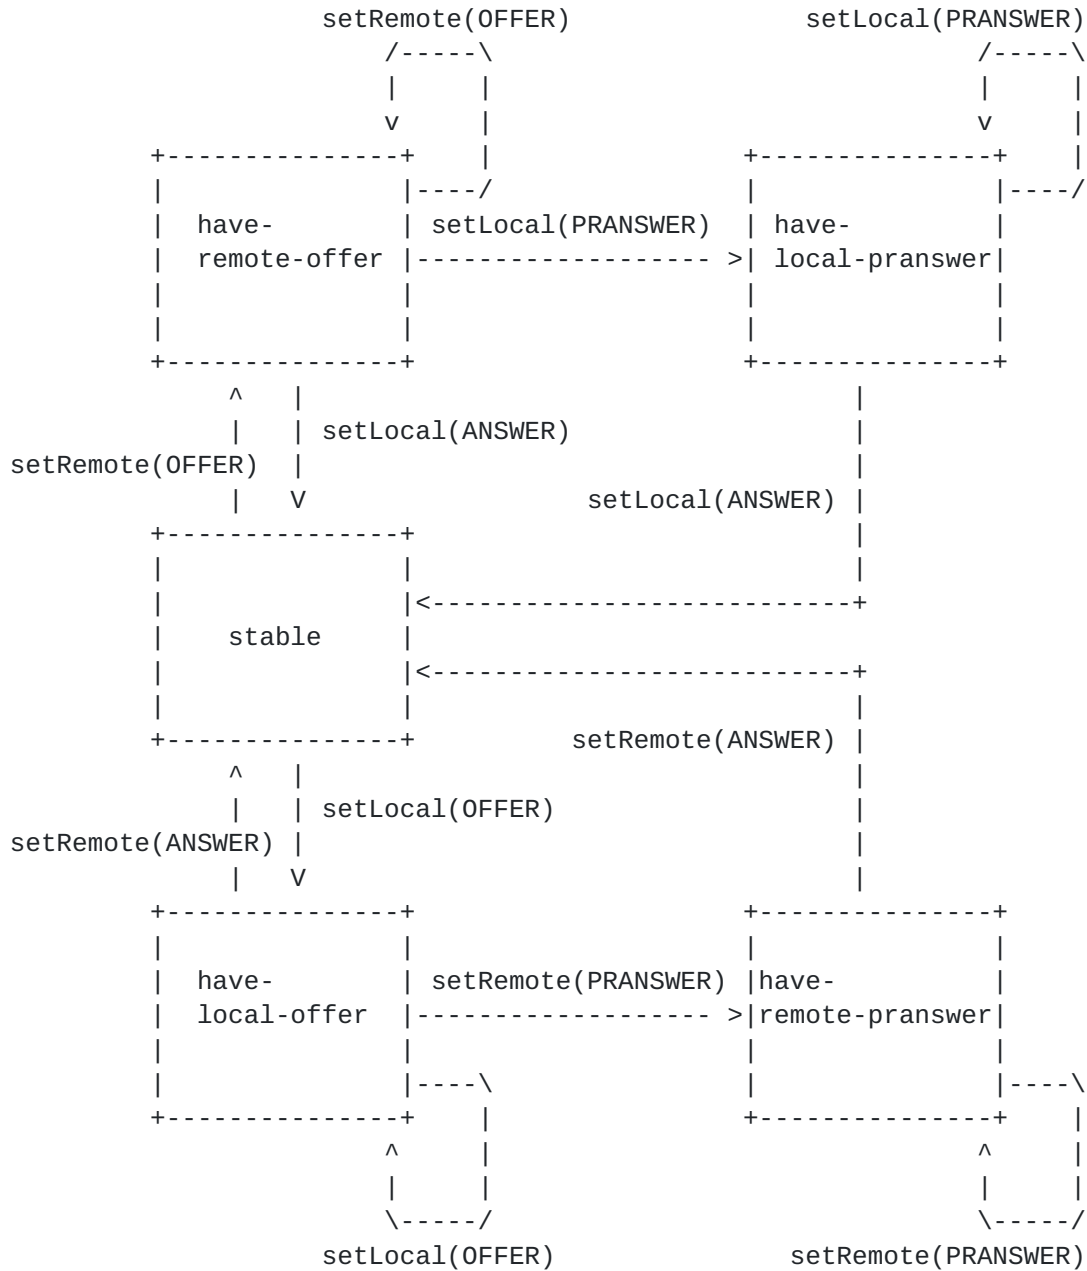 setRemote(OFFER) setLocal(PRANSWER)
have- setLocal(PRANSWER) have-
remote-offer local-pranswer
setLocal(ANSWER)
setRemote(OFFER)
setLocal(ANSWER)
stable
setRemote(ANSWER)
setLocal(OFFER)
setRemote(ANSWER)
have- setRemote(PRANSWER) have-
local-offer remote-pranswer
setLocal(OFFER) setRemote(PRANSWER)